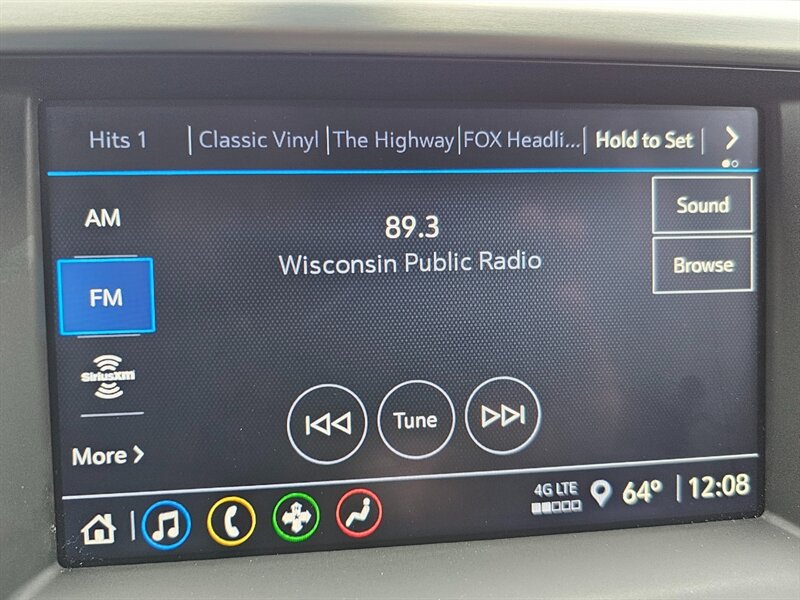 Hits 1 | Classic Vinyl | The Highway | FOX Headli... | Hold to Set |
AM
FM
SiriusXM
More
89.3
Wisconsin Public Radio
Sound
Browse
Tune
4G LTE
64° | 12:08